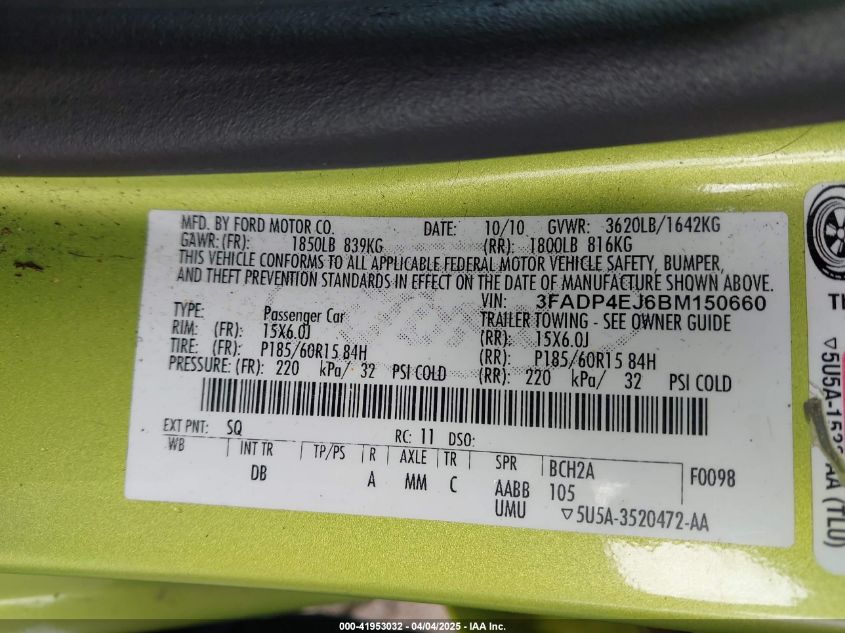 MFD. BY FORD MOTOR CO. DATE: 10/10 GVWR: 3620LB/1642KG
GAWR: (FR): 1850LB 839KG (RR): 1800LB 816KG
THIS VEHICLE CONFORMS TO ALL APPLICABLE FEDERAL MOTOR VEHICLE SAFETY, BUMPER,
AND THEFT PREVENTION STANDARDS IN EFFECT ON THE DATE OF MANUFACTURE SHOWN ABOVE.
VIN: 3FADP4EJ6BM150660
TYPE: Passenger Car TRAILER TOWING - SEE OWNER GUIDE
RIM: (FR): 15X6.0J (RR): 15X6.0J
TIRE: (FR): P185/60R15 84H (RR): P185/60R15 84H
PRESSURE: (FR): 220 kPa/ 32 PSI COLD (RR): 220 kPa/ 32 PSI COLD
EXT PNT: SQ RC: 11 DSO:
WB INT TR TP/PS R AXLE TR SPR BCH2A F0098
DB A MM C AABB 105
UMU ▽5U5A-3520472-AA
▽5U5A-
AA (TLU)
000-41953032 - 04/04/2025 - IAA Inc.